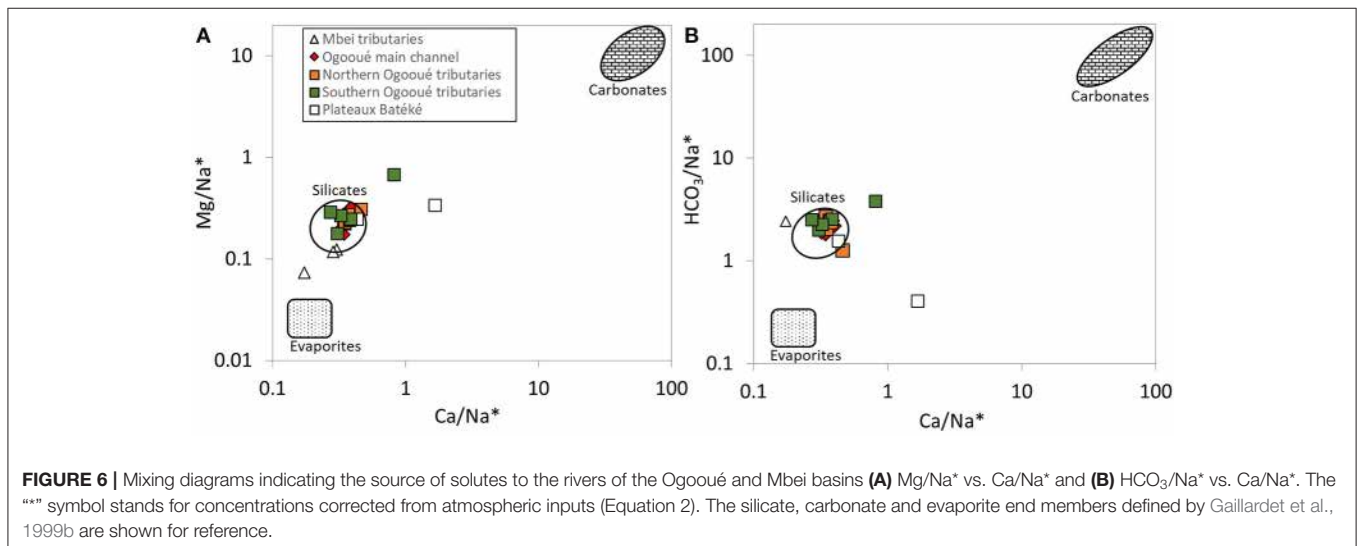 A
10
1
0.1
0.01
Mg/Na*
△ Mbei tributaries
◆ Ogooué main channel
■ Northern Ogooué tributaries
■ Southern Ogooué tributaries
□ Plateaux Batéké
Carbonates
Silicates
Evaporites
0.1 1 10 100
Ca/Na*
B
100
10
1
0.1
HCO₃/Na*
Carbonates
Silicates
Evaporites
0.1 1 10 100
Ca/Na*
FIGURE 6 | Mixing diagrams indicating the source of solutes to the rivers of the Ogooué and Mbei basins (A) Mg/Na* vs. Ca/Na* and (B) HCO₃/Na* vs. Ca/Na*. The
"*" symbol stands for concentrations corrected from atmospheric inputs (Equation 2). The silicate, carbonate and evaporite end members defined by Gaillardet et al.,
1999b are shown for reference.